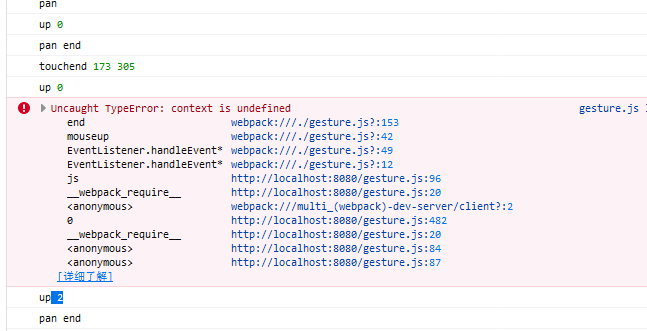 pan
up 0
pan end
touchend 173 305
up 0
Uncaught TypeError: context is undefined gesture.js
end webpack:///./gesture.js?:153
mouseup webpack:///./gesture.js?:42
EventListener.handleEvent* webpack:///./gesture.js?:49
EventListener.handleEvent* webpack:///./gesture.js?:12
js http://localhost:8080/gesture.js:96
__webpack_require__ http://localhost:8080/gesture.js:20
<anonymous> webpack:///multi_(webpack)-dev-server/client?:2
0 http://localhost:8080/gesture.js:482
__webpack_require__ http://localhost:8080/gesture.js:20
<anonymous> http://localhost:8080/gesture.js:84
<anonymous> http://localhost:8080/gesture.js:87
[详细了解]
up 2
pan end